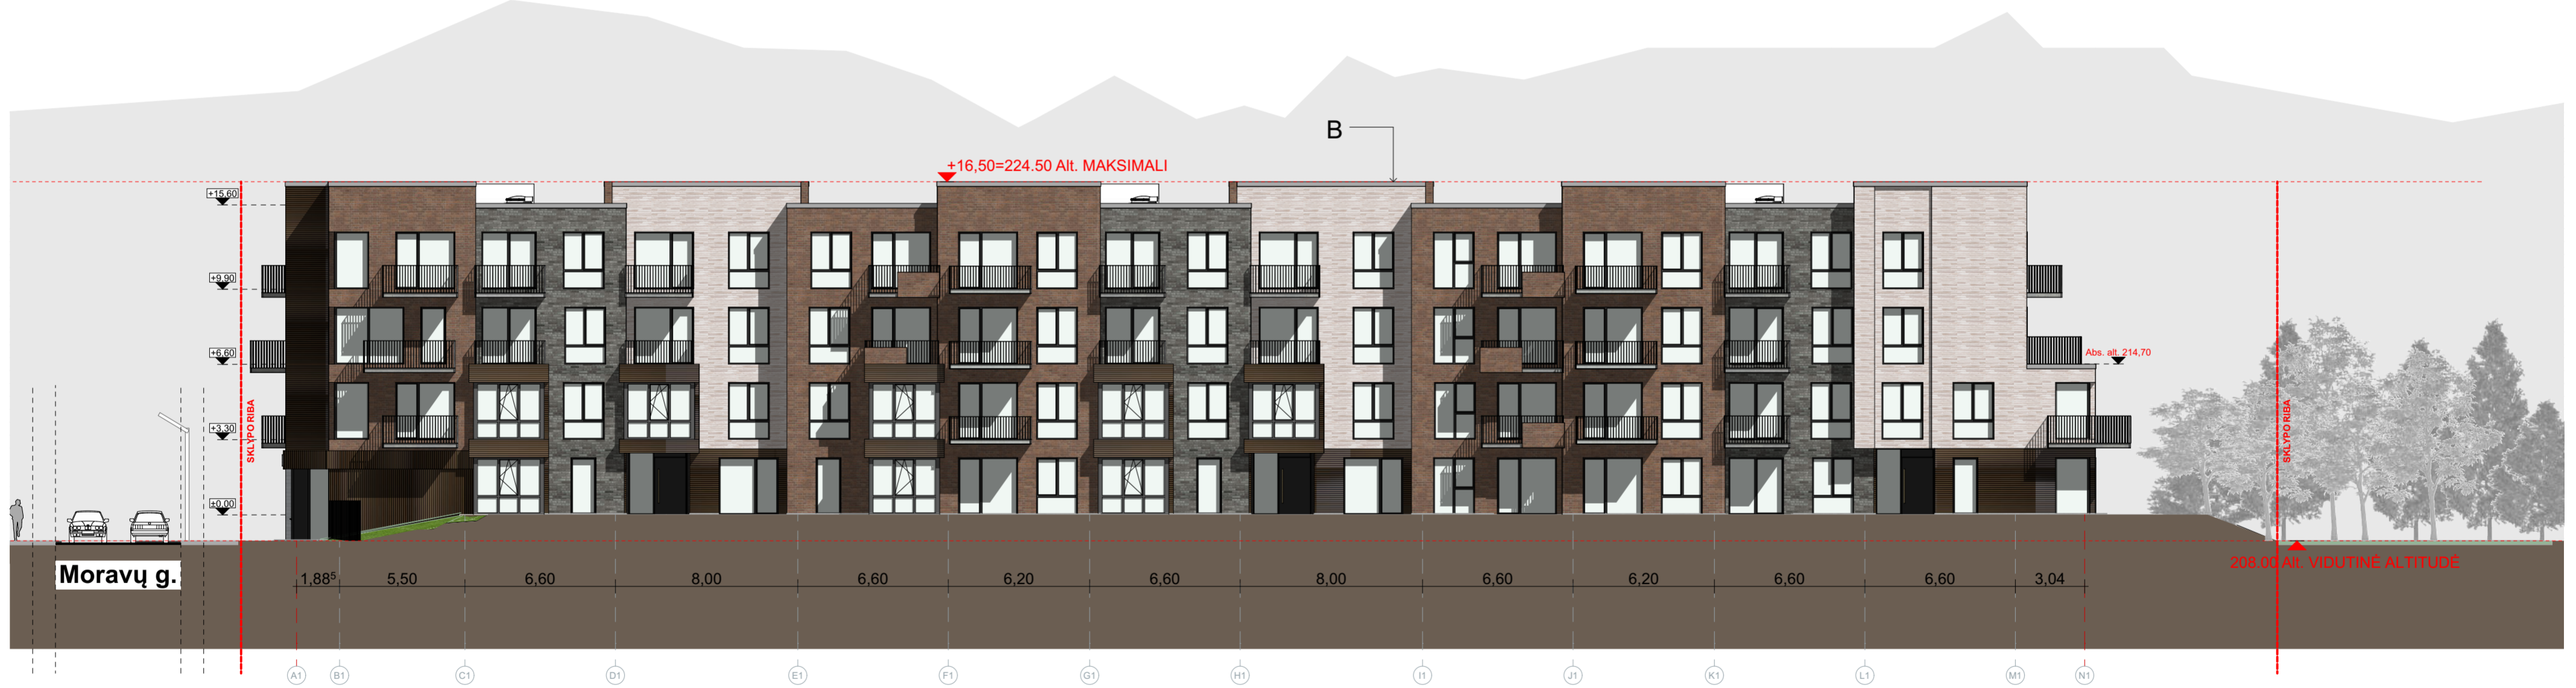 B
+16,50=224.50 Alt. MAKSIMALI
+15.60
+9.90
+6.60
Abs. alt. 214,70
+3.30
SKLYPO RIBA
SKLYPO RIBA
±0.00
208.00 Alt. VIDUTINĖ ALTITUDĖ
Moravų g.
1,88⁵ 5,50 6,60 8,00 6,60 6,20 6,60 8,00 6,60 6,20 6,60 6,60 3,04
A1 B1 C1 D1 E1 F1 G1 H1 I1 J1 K1 L1 M1 N1